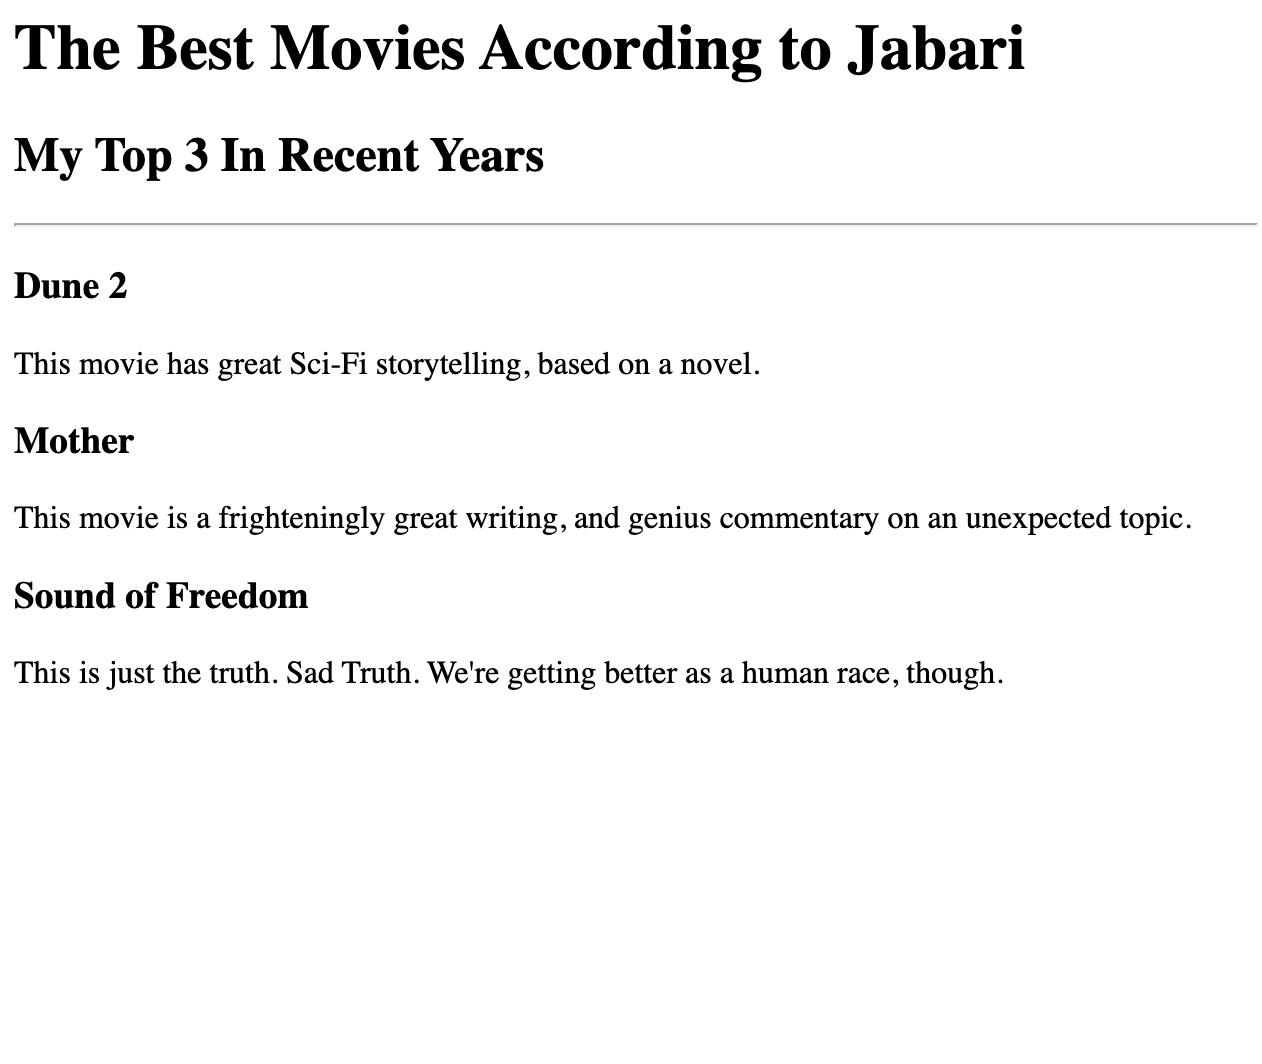 The Best Movies According to Jabari
My Top 3 In Recent Years
Dune 2
This movie has great Sci-Fi storytelling, based on a novel.
Mother
This movie is a frighteningly great writing, and genius commentary on an unexpected topic.
Sound of Freedom
This is just the truth. Sad Truth. We're getting better as a human race, though.